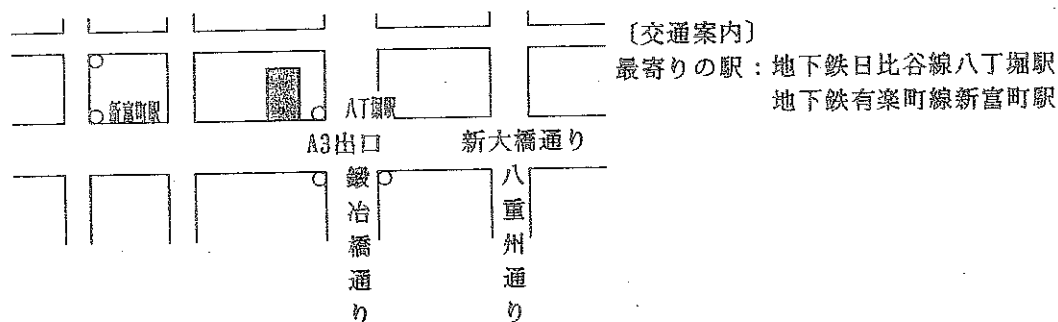 〔交通案内〕
最寄りの駅:地下鉄日比谷線八丁堀駅
地下鉄有楽町線新富町駅
新富町駅
八丁堀駅
A3出口
新大橋通り
鍛冶橋通り
八重州通り